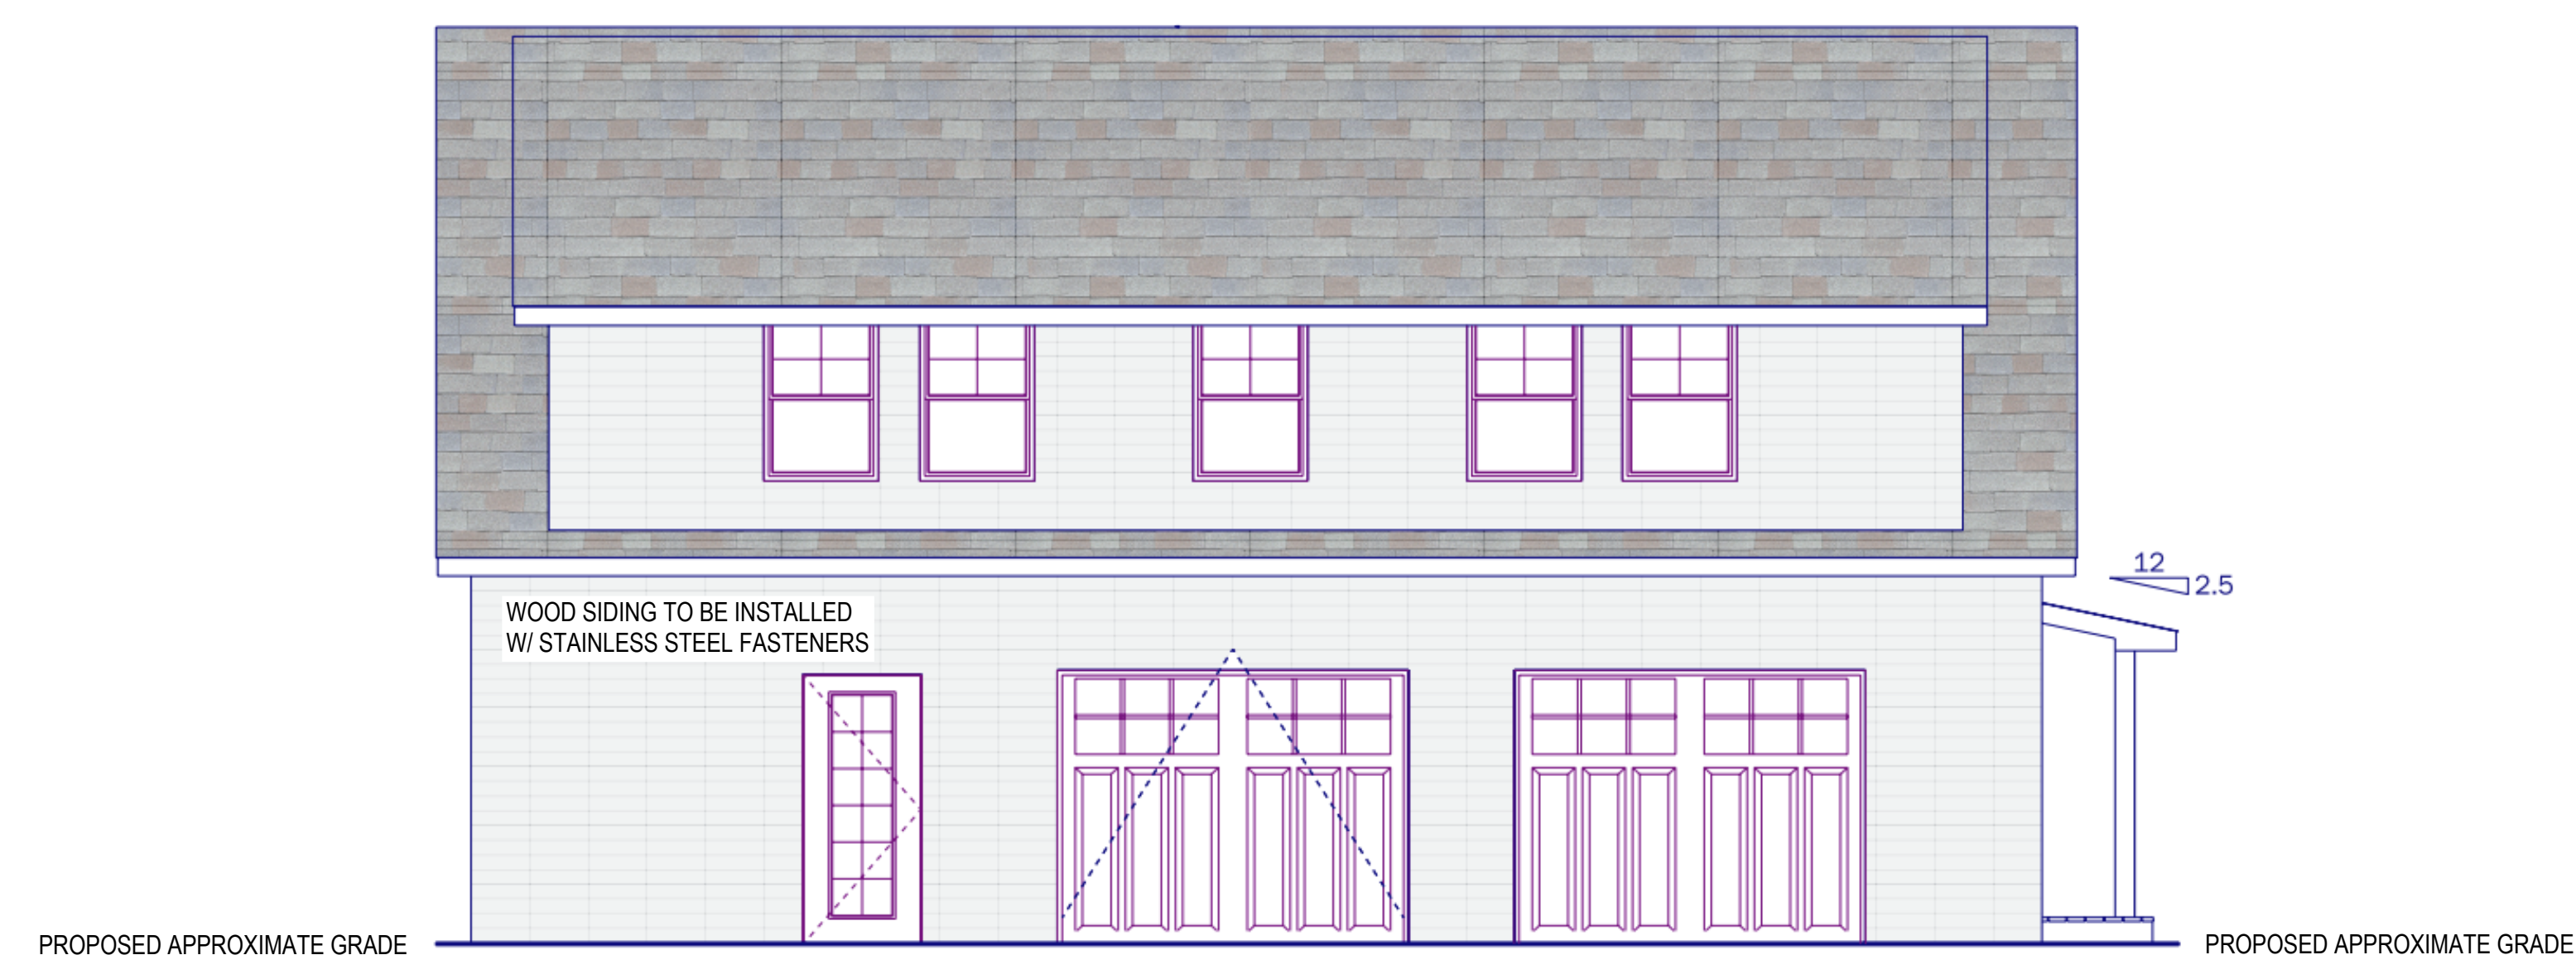 12
2.5
WOOD SIDING TO BE INSTALLED
W/ STAINLESS STEEL FASTENERS
PROPOSED APPROXIMATE GRADE
PROPOSED APPROXIMATE GRADE